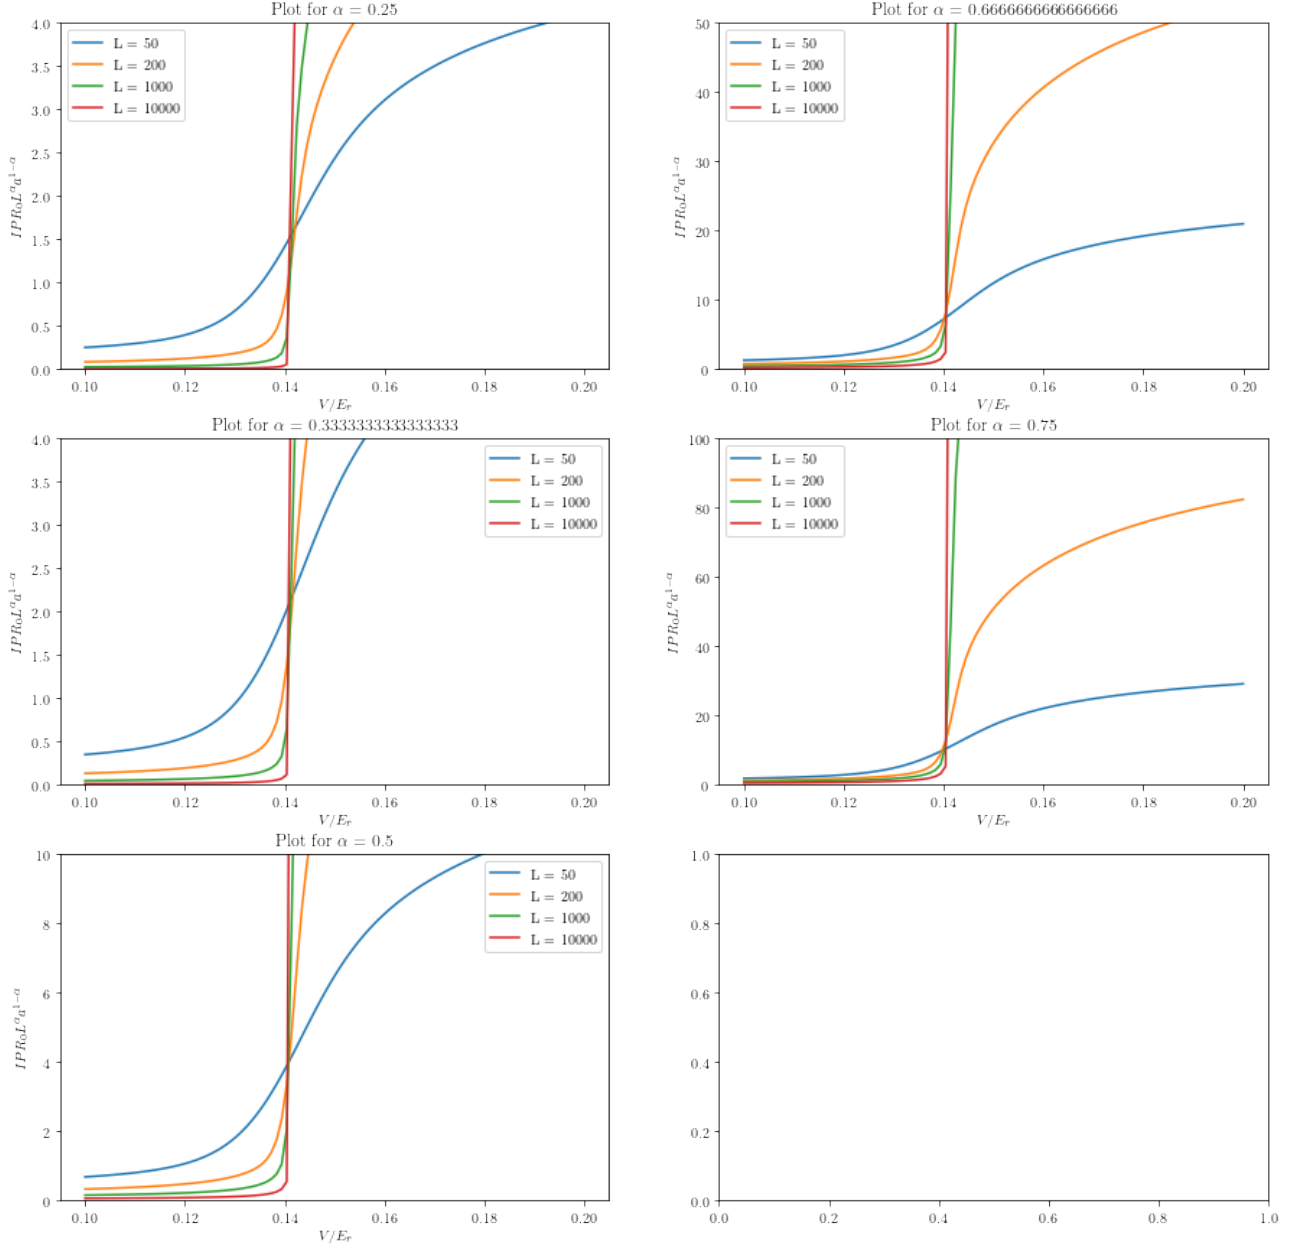 Plot for α = 0.25
4.0
3.5
3.0
2.5
2.0
1.5
1.0
0.5
0.0
IPR₀L^αa^{1−α}
L = 50
L = 200
L = 1000
L = 10000
0.10 0.12 0.14 0.16 0.18 0.20
V/E_r
Plot for α = 0.6666666666666666
50
40
30
20
10
0
IPR₀L^αa^{1−α}
L = 50
L = 200
L = 1000
L = 10000
0.10 0.12 0.14 0.16 0.18 0.20
V/E_r
Plot for α = 0.3333333333333333
4.0
3.5
3.0
2.5
2.0
1.5
1.0
0.5
0.0
IPR₀L^αa^{1−α}
L = 50
L = 200
L = 1000
L = 10000
0.10 0.12 0.14 0.16 0.18 0.20
V/E_r
Plot for α = 0.75
100
80
60
40
20
0
IPR₀L^αa^{1−α}
L = 50
L = 200
L = 1000
L = 10000
0.10 0.12 0.14 0.16 0.18 0.20
V/E_r
Plot for α = 0.5
10
8
6
4
2
0
IPR₀L^αa^{1−α}
L = 50
L = 200
L = 1000
L = 10000
0.10 0.12 0.14 0.16 0.18 0.20
V/E_r
1.0
0.8
0.6
0.4
0.2
0.0
0.0 0.2 0.4 0.6 0.8 1.0